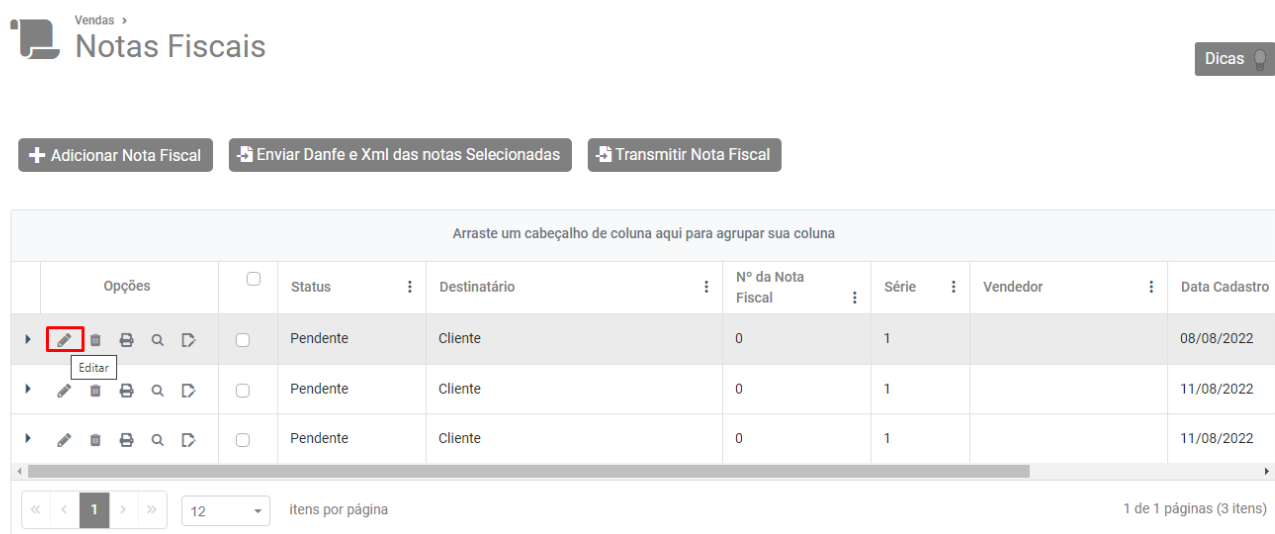 Vendas >
Notas Fiscais
Dicas
Adicionar Nota Fiscal
Enviar Danfe e Xml das notas Selecionadas
Transmitir Nota Fiscal
Arraste um cabeçalho de coluna aqui para agrupar sua coluna
Opções Status Destinatário Nº da Nota Fiscal Série Vendedor Data Cadastro
Pendente Cliente 0 1 08/08/2022
Editar
Pendente Cliente 0 1 11/08/2022
Pendente Cliente 0 1 11/08/2022
« < 1 > » 12 itens por página 1 de 1 páginas (3 itens)